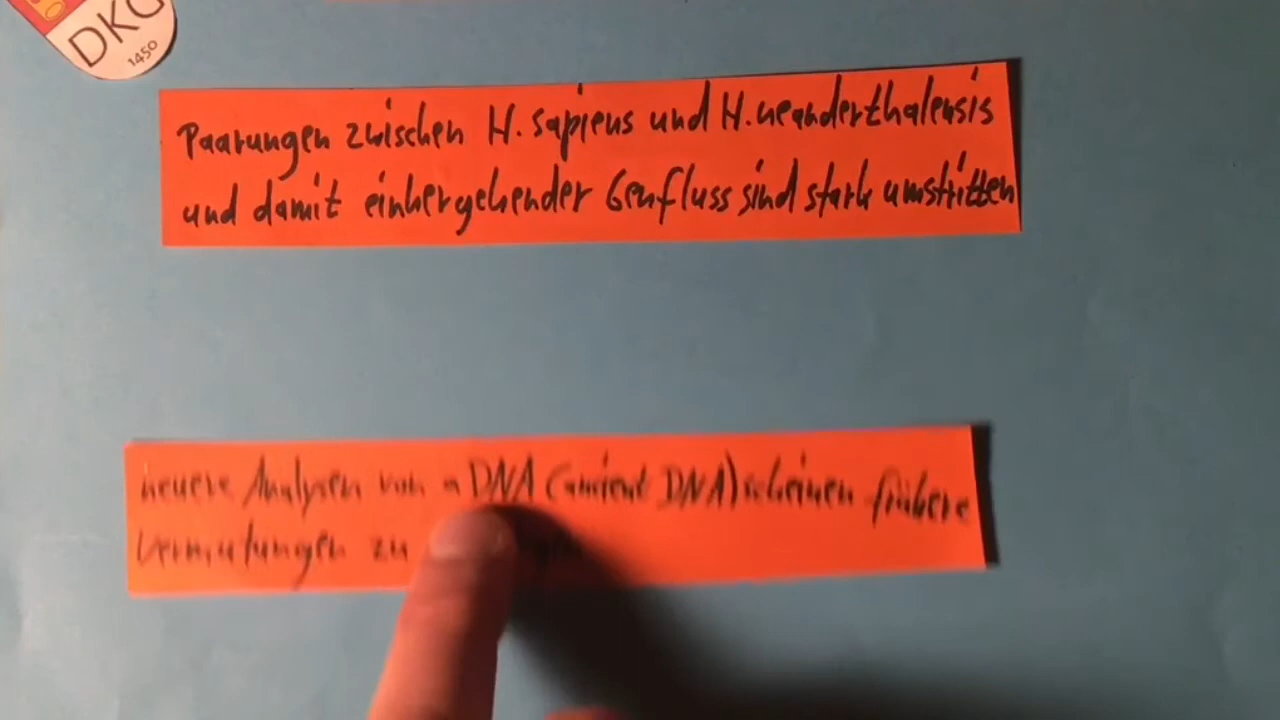 DKG
1450
Paarungen zwischen H. sapiens und H. neanderthalensis
und damit einhergehender Genfluss sind stark umstritten
neuere Analysen von aDNA (ancient DNA) scheinen frühere
Vermutungen zu